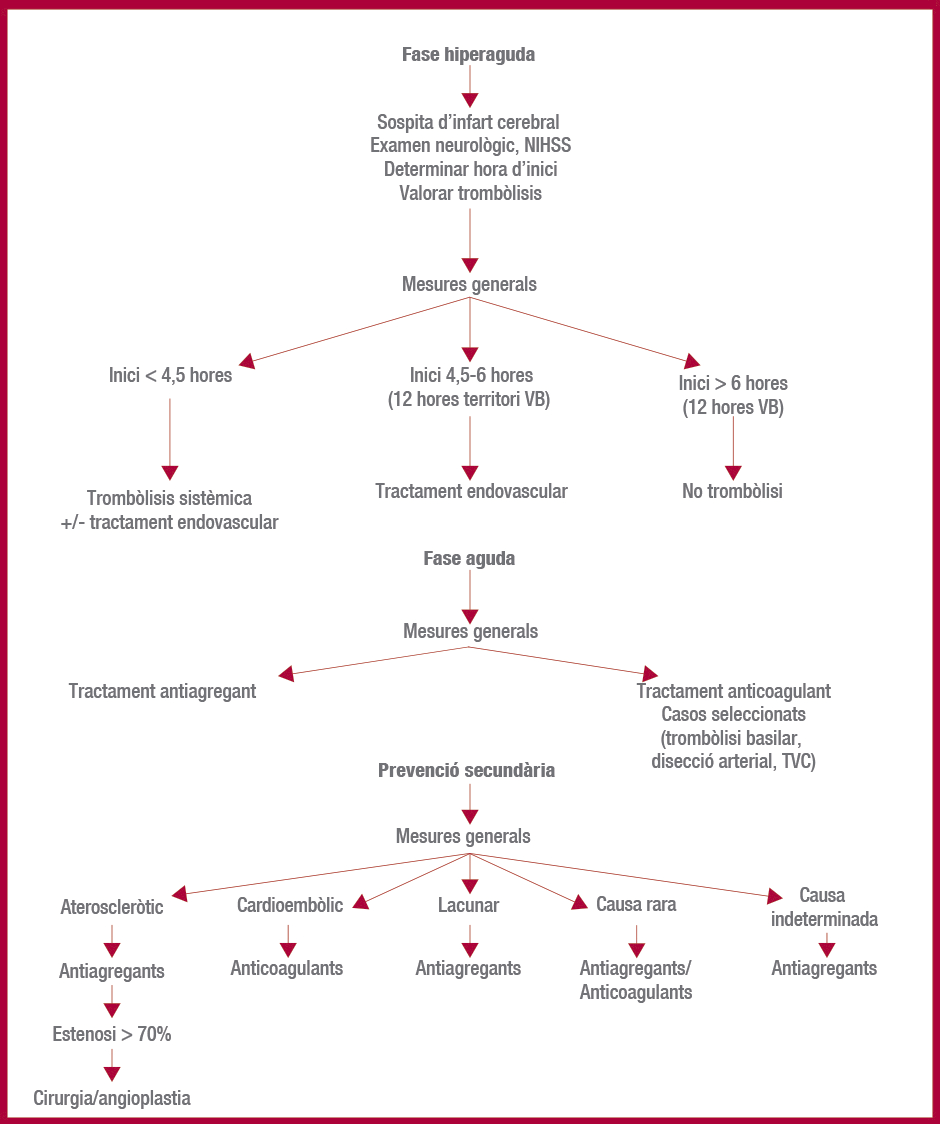 Fase hiperaguda
Sospita d'infart cerebral
Examen neurològic, NIHSS
Determinar hora d'inici
Valorar trombòlisis
Mesures generals
Inici < 4,5 hores
Inici 4,5-6 hores
(12 hores territori VB)
Inici > 6 hores
(12 hores VB)
Trombòlisis sistèmica
+/- tractament endovascular
Tractament endovascular
No trombòlisi
Fase aguda
Mesures generals
Tractament antiagregant
Tractament anticoagulant
Casos seleccionats
(trombòlisi basilar,
disecció arterial, TVC)
Prevenció secundària
Mesures generals
Ateroscleròtic
Antiagregants
Estenosi > 70%
Cirurgia/angioplastia
Cardioembòlic
Anticoagulants
Lacunar
Antiagregants
Causa rara
Antiagregants/
Anticoagulants
Causa
indeterminada
Antiagregants